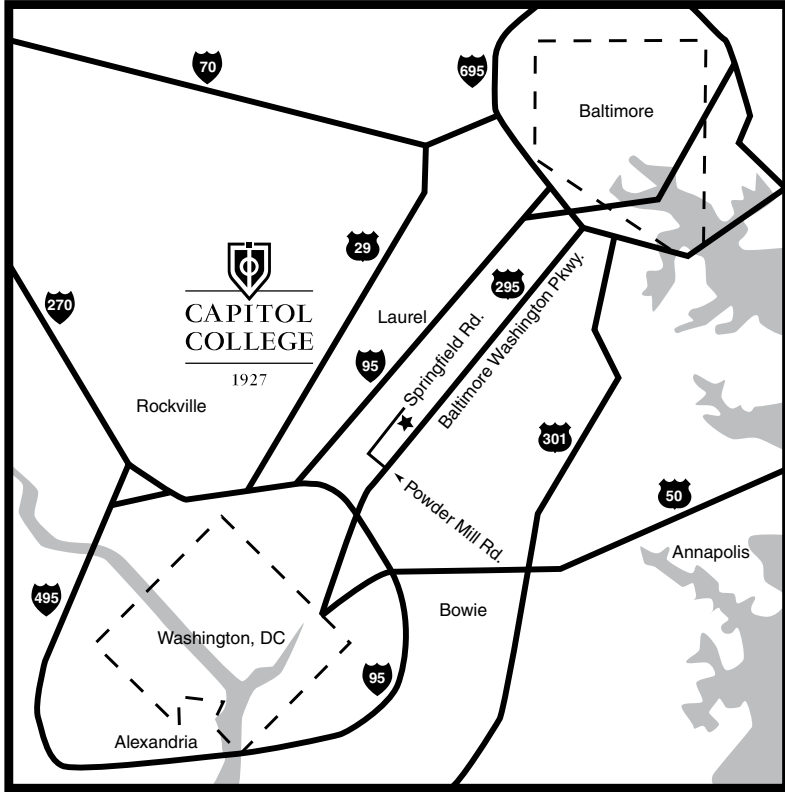 70
695
Baltimore
29
295
270
CAPITOL
COLLEGE
1927
Laurel
95
Springfield Rd.
Baltimore Washington Pkwy.
Rockville
301
50
Powder Mill Rd.
Annapolis
495
Bowie
Washington, DC
95
Alexandria